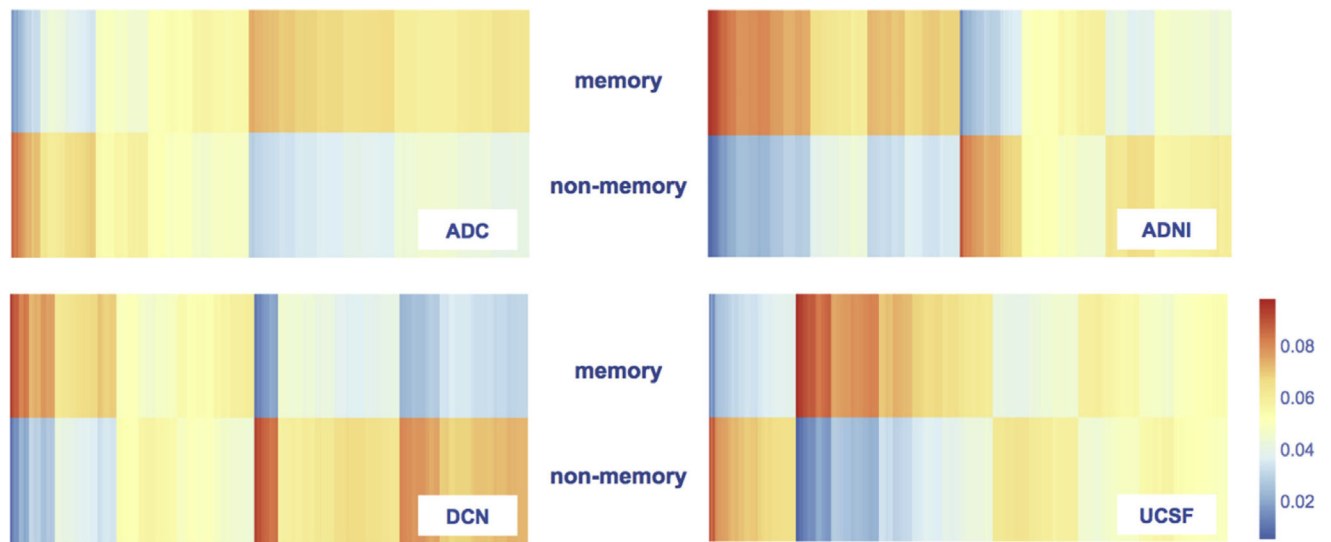 memory
non-memory
ADC
ADNI
memory
non-memory
DCN
UCSF
0.08
0.06
0.04
0.02